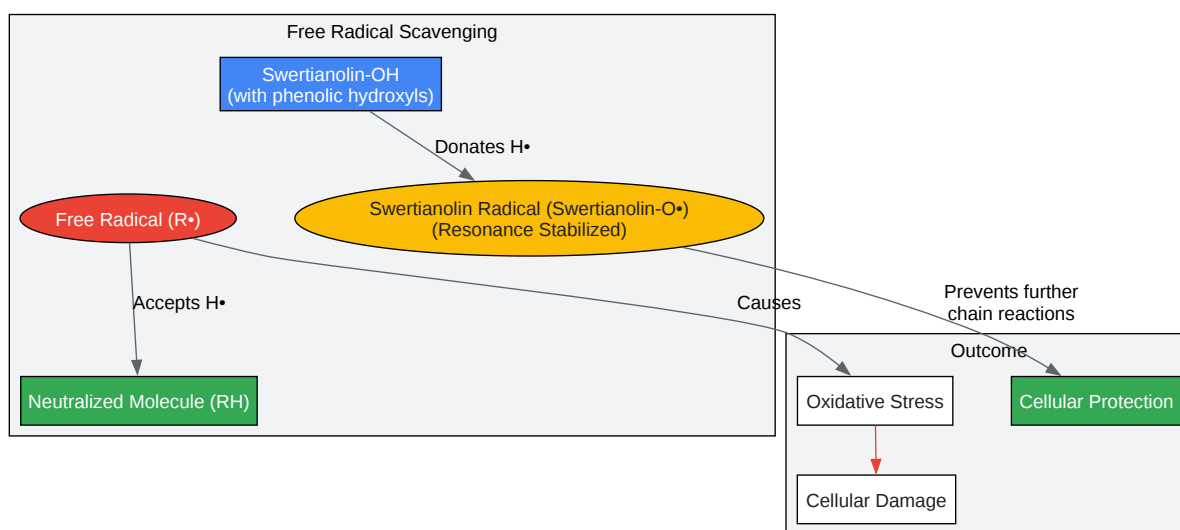 Free Radical Scavenging
Swertianolin-OH
(with phenolic hydroxyls)
Donates H•
Free Radical (R•)
Swertianolin Radical (Swertianolin-O•)
(Resonance Stabilized)
Accepts H•
Causes
Prevents further
chain reactions
Outcome
Neutralized Molecule (RH)
Oxidative Stress
Cellular Protection
Cellular Damage